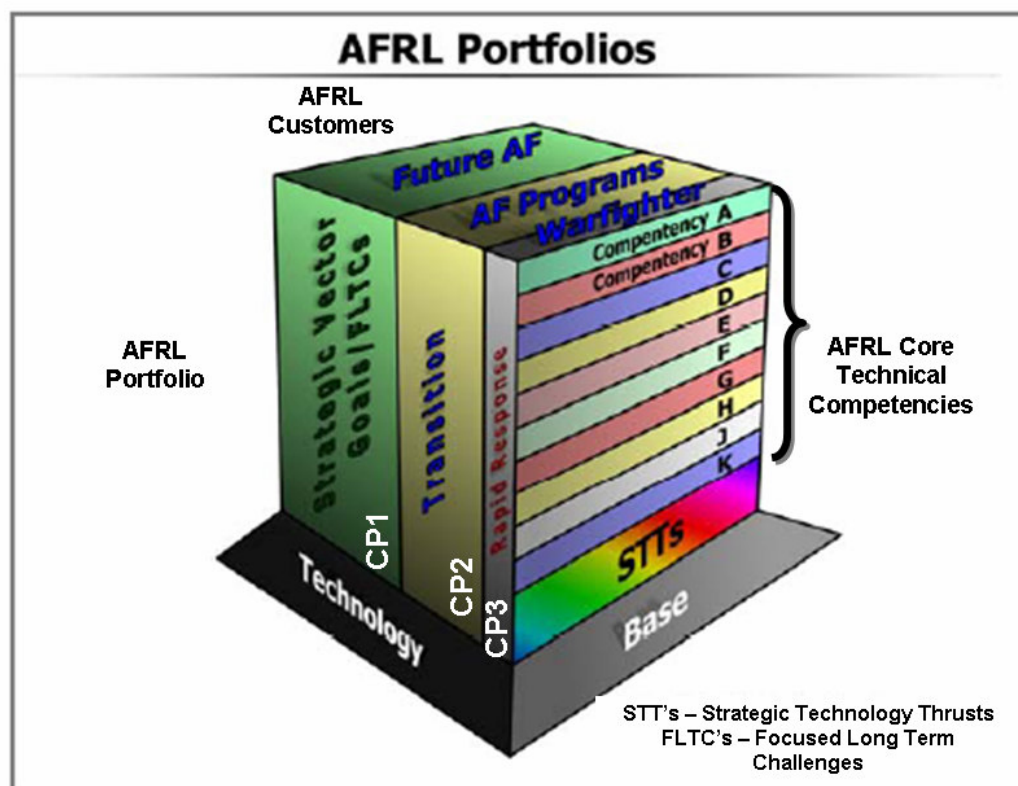 AFRL Portfolios
AFRL
Customers
Future AF
AF Programs
Warfighter
Compentency A
Compentency B
C
D
E
F
G
H
J
K
AFRL Core
Technical
Competencies
AFRL
Portfolio
Strategic Vector
Goals/FLTCs
CP1
Transition
CP2
Rapid Response
CP3
STTs
Technology
Base
STT's – Strategic Technology Thrusts
FLTC's – Focused Long Term
Challenges